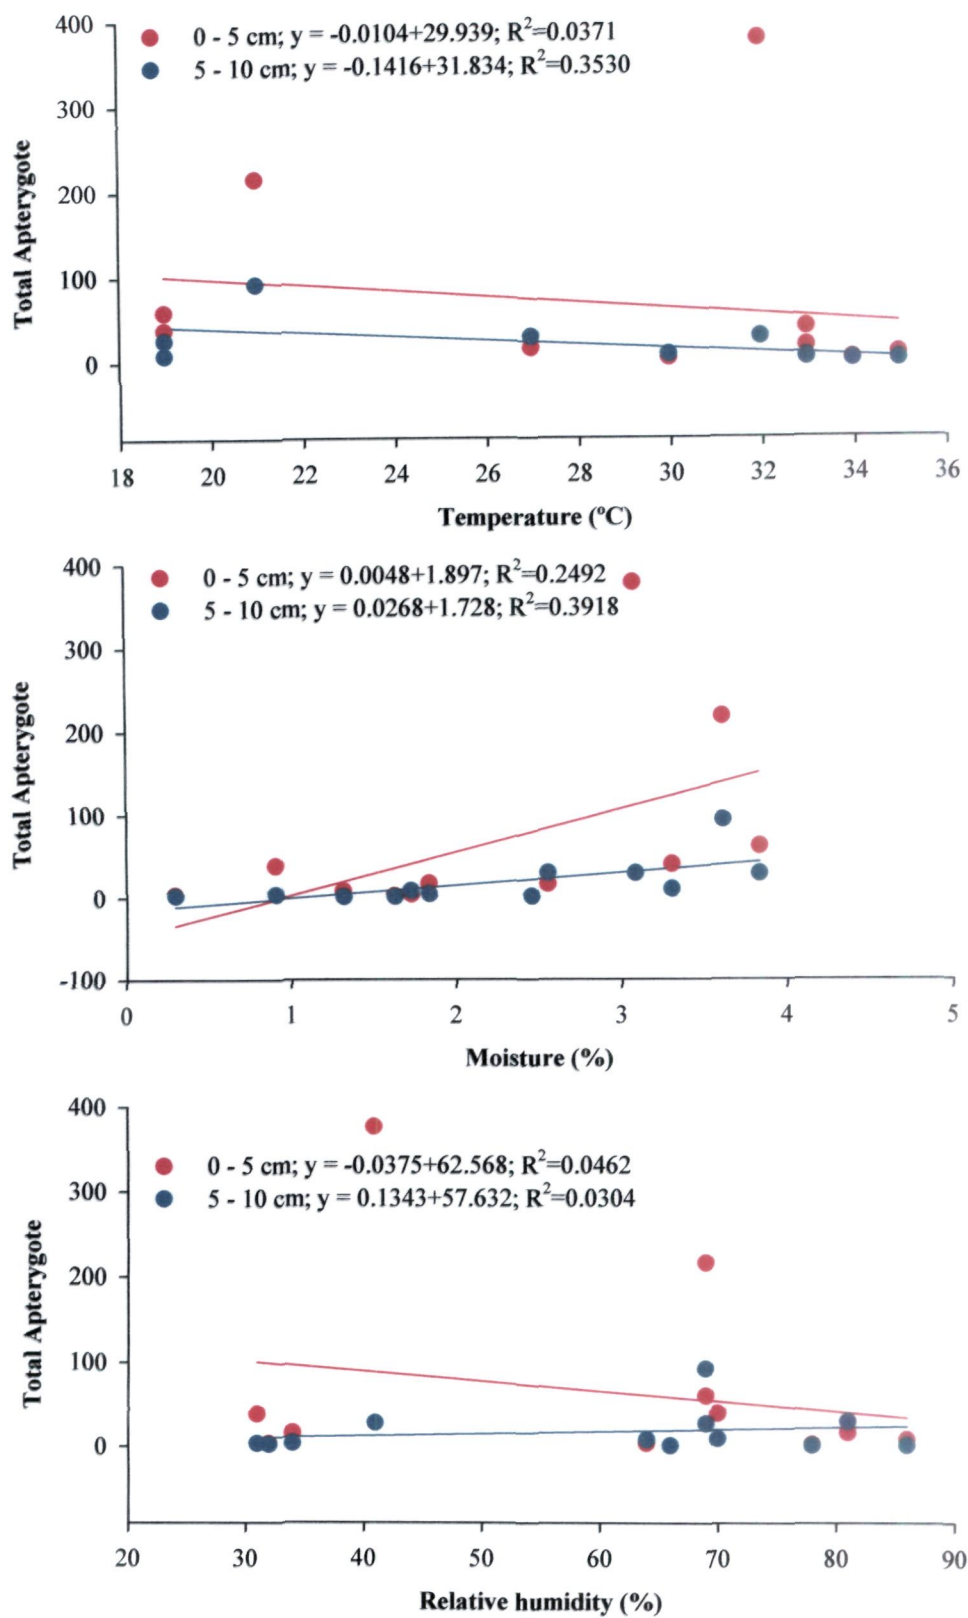 400
0 - 5 cm; y = -0.0104+29.939; R²=0.0371
5 - 10 cm; y = -0.1416+31.834; R²=0.3530
300
200
100
0
Total Apterygote
18 20 22 24 26 28 30 32 34 36
Temperature (ºC)
400
0 - 5 cm; y = 0.0048+1.897; R²=0.2492
5 - 10 cm; y = 0.0268+1.728; R²=0.3918
300
200
100
0
-100
Total Apterygote
0 1 2 3 4 5
Moisture (%)
400
0 - 5 cm; y = -0.0375+62.568; R²=0.0462
5 - 10 cm; y = 0.1343+57.632; R²=0.0304
300
200
100
0
Total Apterygote
20 30 40 50 60 70 80 90
Relative humidity (%)